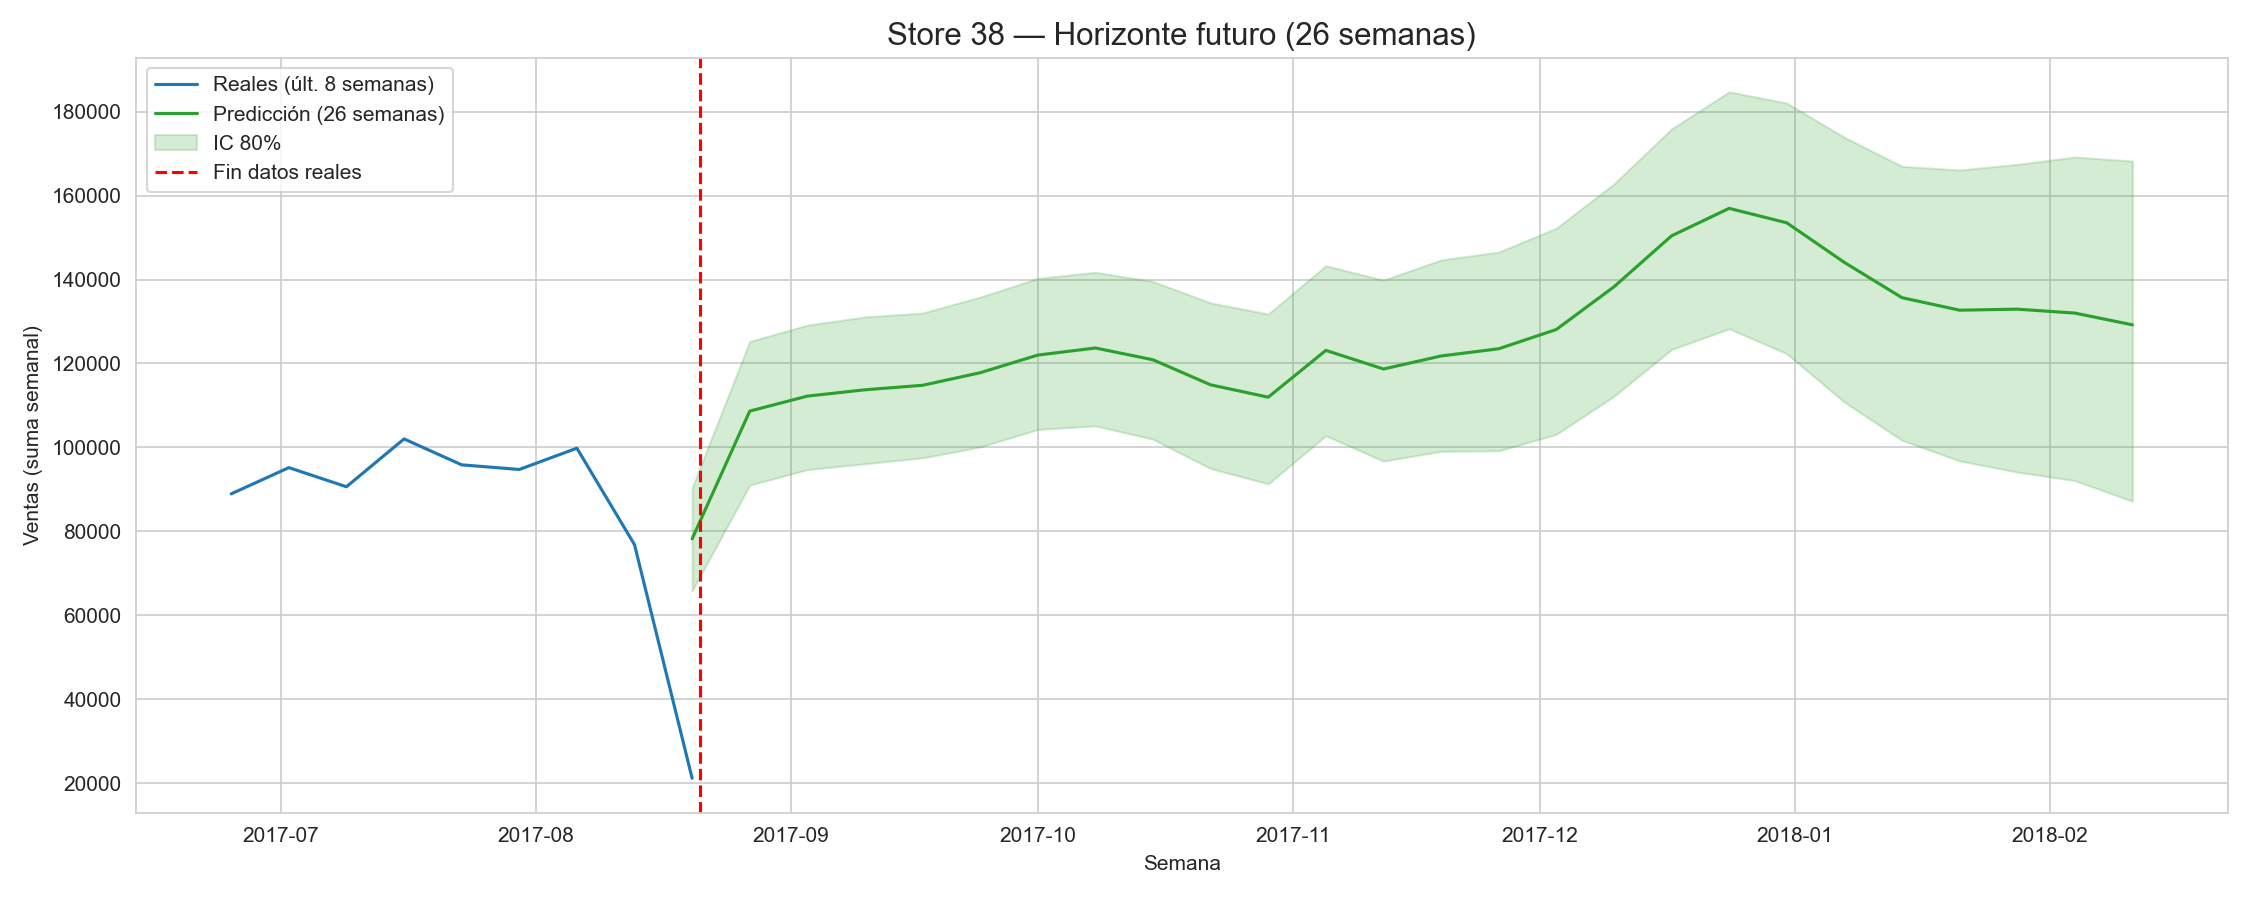 Store 38 — Horizonte futuro (26 semanas)
Reales (últ. 8 semanas)
Predicción (26 semanas)
IC 80%
Fin datos reales
Ventas (suma semanal)
180000
160000
140000
120000
100000
80000
60000
40000
20000
2017-07 2017-08 2017-09 2017-10 2017-11 2017-12 2018-01 2018-02
Semana